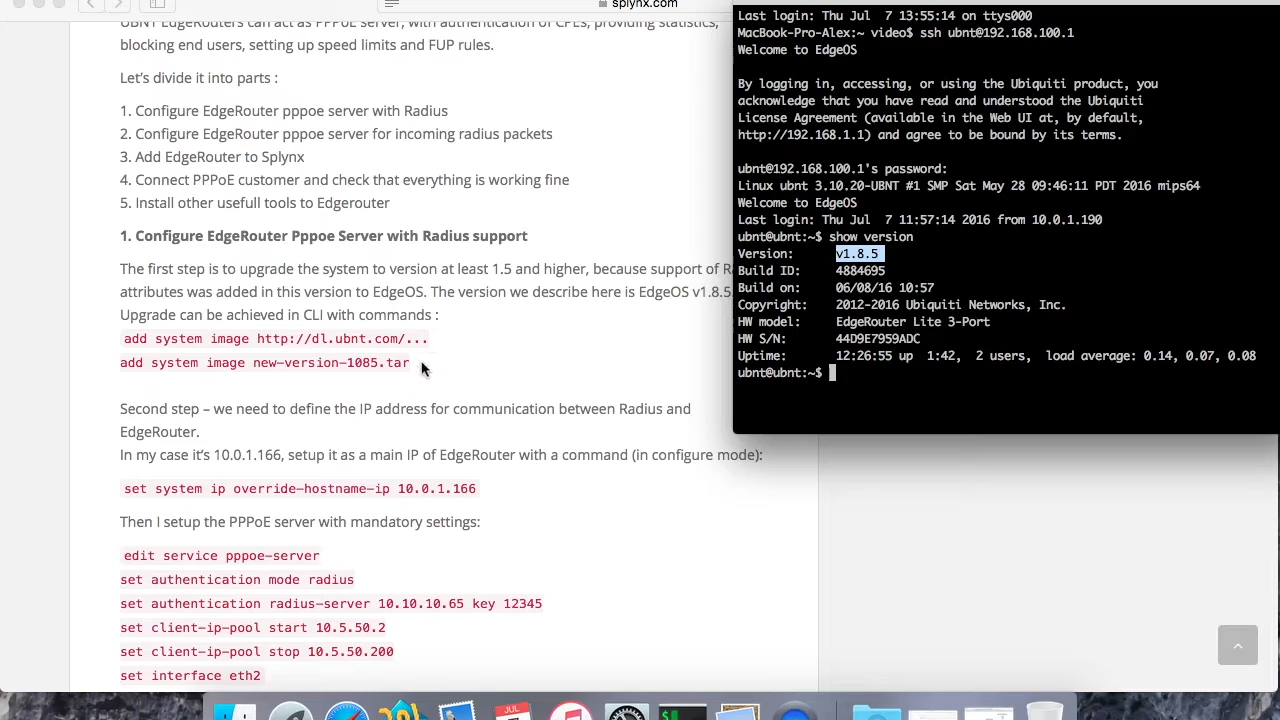 splynx.com
UBNT EdgeRouters can act as PPPoE server, with authentication of CPEs, providing statistics,
blocking end users, setting up speed limits and FUP rules.
Let's divide it into parts :
1. Configure EdgeRouter pppoe server with Radius
2. Configure EdgeRouter pppoe server for incoming radius packets
3. Add EdgeRouter to Splynx
4. Connect PPPoE customer and check that everything is working fine
5. Install other usefull tools to Edgerouter
1. Configure EdgeRouter Pppoe Server with Radius support
The first step is to upgrade the system to version at least 1.5 and higher, because support of
attributes was added in this version to EdgeOS. The version we describe here is EdgeOS v1.8.5.
Upgrade can be achieved in CLI with commands :
add system image http://dl.ubnt.com/...
add system image new-version-1085.tar
Second step – we need to define the IP address for communication between Radius and
EdgeRouter.
In my case it's 10.0.1.166, setup it as a main IP of EdgeRouter with a command (in configure mode):
set system ip override-hostname-ip 10.0.1.166
Then I setup the PPPoE server with mandatory settings:
edit service pppoe-server
set authentication mode radius
set authentication radius-server 10.10.10.65 key 12345
set client-ip-pool start 10.5.50.2
set client-ip-pool stop 10.5.50.200
set interface eth2
Last login: Thu Jul 7 13:55:14 on ttys000
MacBook-Pro-Alex:~ video$ ssh ubnt@192.168.100.1
Welcome to EdgeOS
By logging in, accessing, or using the Ubiquiti product, you
acknowledge that you have read and understood the Ubiquiti
License Agreement (available in the Web UI at, by default,
http://192.168.1.1) and agree to be bound by its terms.
ubnt@192.168.100.1's password:
Linux ubnt 3.10.20-UBNT #1 SMP Sat May 28 09:46:11 PDT 2016 mips64
Welcome to EdgeOS
Last login: Thu Jul 7 11:57:14 2016 from 10.0.1.190
ubnt@ubnt:~$ show version
Version: v1.8.5
Build ID: 4884695
Build on: 06/08/16 10:57
Copyright: 2012-2016 Ubiquiti Networks, Inc.
HW model: EdgeRouter Lite 3-Port
HW S/N: 44D9E7959ADC
Uptime: 12:26:55 up 1:42, 2 users, load average: 0.14, 0.07, 0.08
ubnt@ubnt:~$
JUL